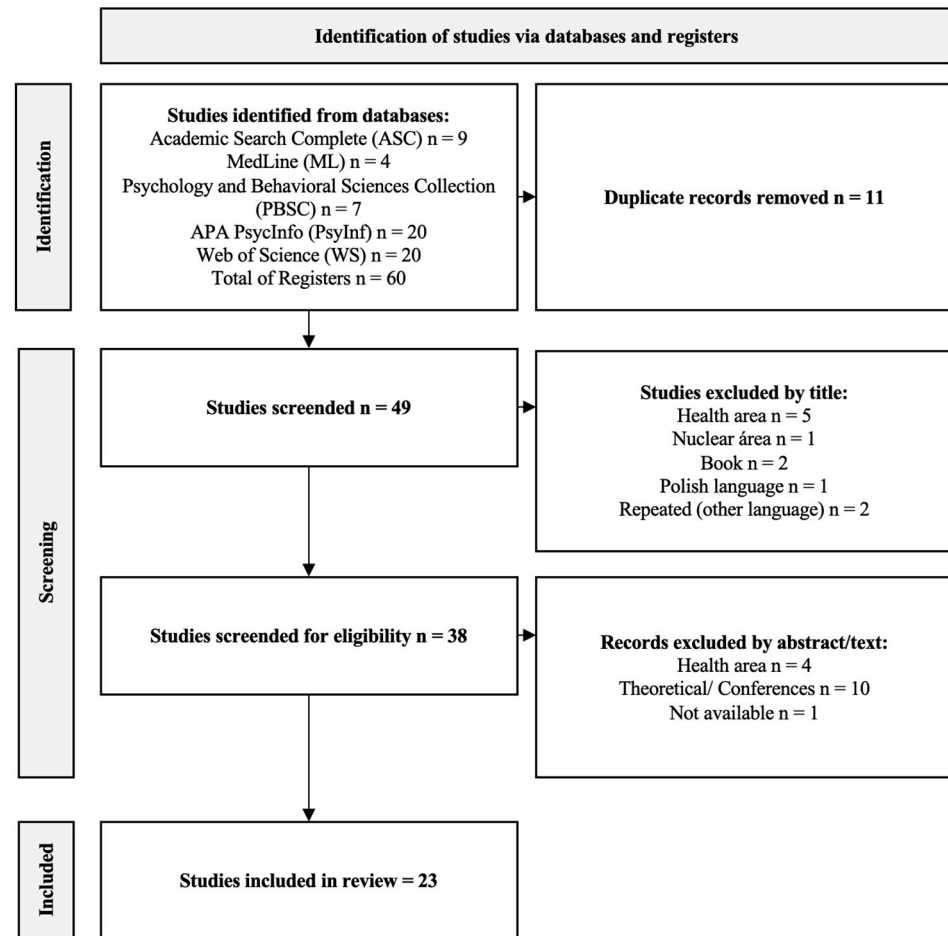 Identification of studies via databases and registers
Identification
Studies identified from databases:
Academic Search Complete (ASC) n = 9
MedLine (ML) n = 4
Psychology and Behavioral Sciences Collection
(PBSC) n = 7
APA PsycInfo (PsyInf) n = 20
Web of Science (WS) n = 20
Total of Registers n = 60
Duplicate records removed n = 11
Screening
Studies screended n = 49
Studies excluded by title:
Health area n = 5
Nuclear área n = 1
Book n = 2
Polish language n = 1
Repeated (other language) n = 2
Studies screended for eligibility n = 38
Records excluded by abstract/text:
Health area n = 4
Theoretical/ Conferences n = 10
Not available n = 1
Included
Studies included in review = 23